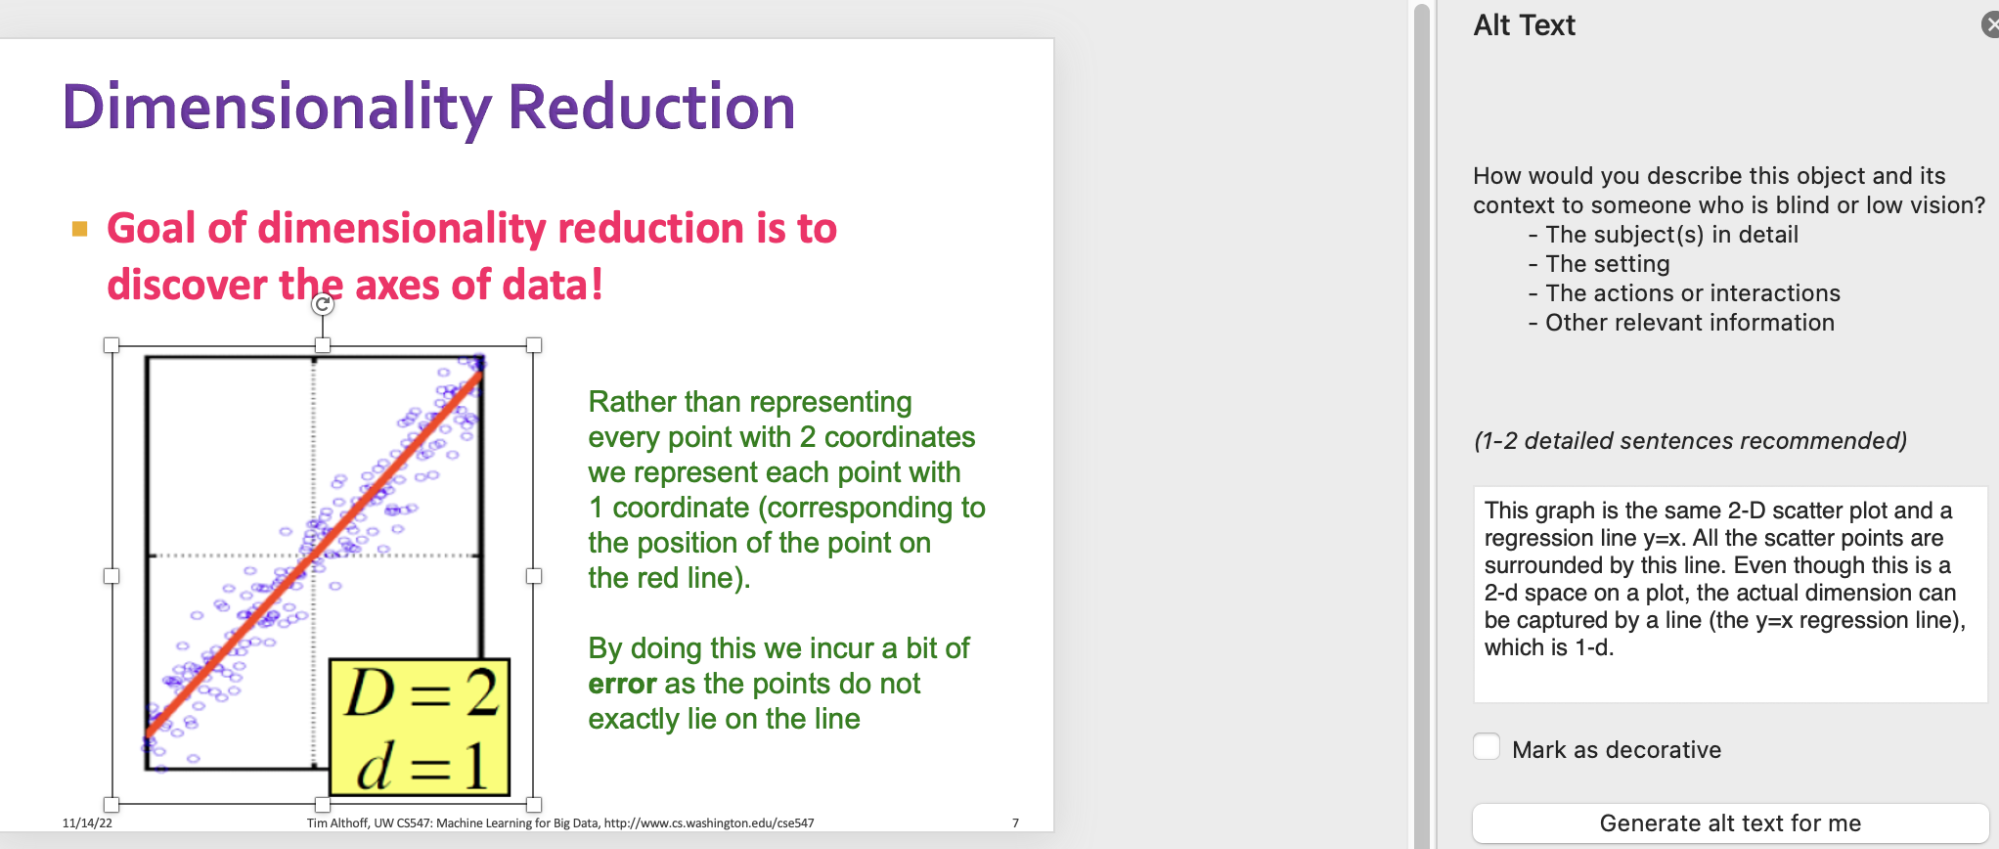 Dimensionality Reduction
Goal of dimensionality reduction is to
discover the axes of data!
Rather than representing
every point with 2 coordinates
we represent each point with
1 coordinate (corresponding to
the position of the point on
the red line).
By doing this we incur a bit of
error as the points do not
exactly lie on the line
D = 2
d = 1
11/14/22
Tim Althoff, UW CS547: Machine Learning for Big Data, http://www.cs.washington.edu/cse547
7
Alt Text
How would you describe this object and its
context to someone who is blind or low vision?
- The subject(s) in detail
- The setting
- The actions or interactions
- Other relevant information
(1-2 detailed sentences recommended)
This graph is the same 2-D scatter plot and a
regression line y=x. All the scatter points are
surrounded by this line. Even though this is a
2-d space on a plot, the actual dimension can
be captured by a line (the y=x regression line),
which is 1-d.
Mark as decorative
Generate alt text for me